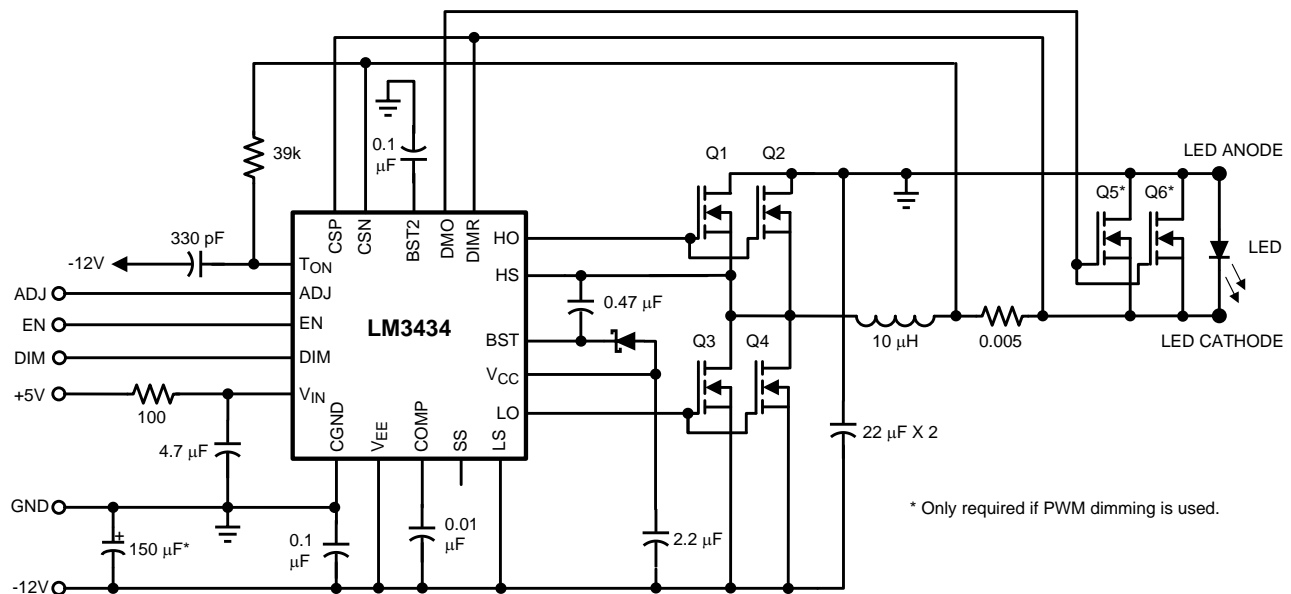 39k
0.1
μF
Q1
Q2
LED ANODE
Q5*
Q6*
330 pF
-12V
CSP
CSN
BST2
DMO
DIMR
HO
TON
HS
LED
ADJ
ADJ
0.47 μF
EN
EN
LM3434
DIM
DIM
BST
Q3
Q4
10 μH
0.005
LED CATHODE
VCC
+5V
100
VIN
LO
4.7 μF
CGND
VEE
COMP
SS
LS
22 μF X 2
GND
* Only required if PWM dimming is used.
+
150 μF*
0.1
μF
0.01
μF
2.2 μF
-12V